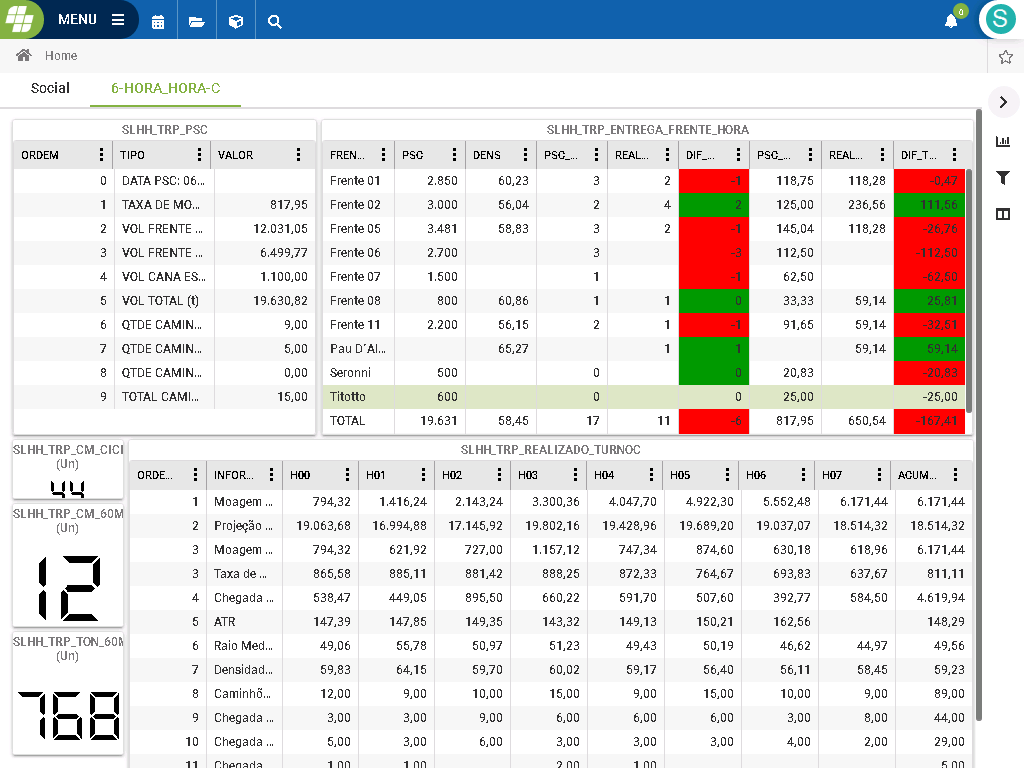 MENU
0
S
Home
Social 6-HORA_HORA-C
SLHH_TRP_PSC
ORDEM TIPO VALOR
0 DATA PSC: 06...
1 TAXA DE MO... 817,95
2 VOL FRENTE ... 12.031,05
3 VOL FRENTE ... 6.499,77
4 VOL CANA ES... 1.100,00
5 VOL TOTAL (t) 19.630,82
6 QTDE CAMIN... 9,00
7 QTDE CAMIN... 5,00
8 QTDE CAMIN... 0,00
9 TOTAL CAMI... 15,00
SLHH_TRP_ENTREGA_FRENTE_HORA
FREN... PSC DENS PSC_... REAL... DIF_... PSC_... REAL... DIF_T...
Frente 01 2.850 60,23 3 2 -1 118,75 118,28 -0,47
Frente 02 3.000 56,04 2 4 2 125,00 236,56 111,56
Frente 05 3.481 58,83 3 2 -1 145,04 118,28 -26,76
Frente 06 2.700 3 -3 112,50 -112,50
Frente 07 1.500 1 -1 62,50 -62,50
Frente 08 800 60,86 1 1 0 33,33 59,14 25,81
Frente 11 2.200 56,15 2 1 -1 91,65 59,14 -32,51
Pau D´Al... 65,27 1 1 59,14 59,14
Seronni 500 0 0 20,83 -20,83
Titotto 600 0 0 25,00 -25,00
TOTAL 19.631 58,45 17 11 -6 817,95 650,54 -167,41
SLHH_TRP_CM_CICI
(Un)
44
SLHH_TRP_CM_60M
(Un)
12
SLHH_TRP_TON_60M
(Un)
768
SLHH_TRP_REALIZADO_TURNOC
ORDE... INFOR... H00 H01 H02 H03 H04 H05 H06 H07 ACUM...
1 Moagem ... 794,32 1.416,24 2.143,24 3.300,36 4.047,70 4.922,30 5.552,48 6.171,44 6.171,44
2 Projeção ... 19.063,68 16.994,88 17.145,92 19.802,16 19.428,96 19.689,20 19.037,07 18.514,32 18.514,32
3 Moagem ... 794,32 621,92 727,00 1.157,12 747,34 874,60 630,18 618,96 6.171,44
3 Taxa de ... 865,58 885,11 881,42 888,25 872,33 764,67 693,83 637,67 811,11
4 Chegada ... 538,47 449,05 895,50 660,22 591,70 507,60 392,77 584,50 4.619,94
5 ATR 147,39 147,85 149,35 143,32 149,13 150,21 162,56 148,29
6 Raio Med... 49,06 55,78 50,97 51,23 49,43 50,19 46,62 44,97 49,56
7 Densidad... 59,83 64,15 59,70 60,02 59,17 56,40 56,11 58,45 59,23
8 Caminhõ... 12,00 9,00 10,00 15,00 9,00 15,00 10,00 9,00 89,00
9 Chegada ... 3,00 3,00 9,00 6,00 6,00 6,00 3,00 8,00 44,00
10 Chegada ... 5,00 3,00 6,00 3,00 3,00 3,00 4,00 2,00 29,00
11 Chegada 1,00 1,00 2,00 1,00 5,00